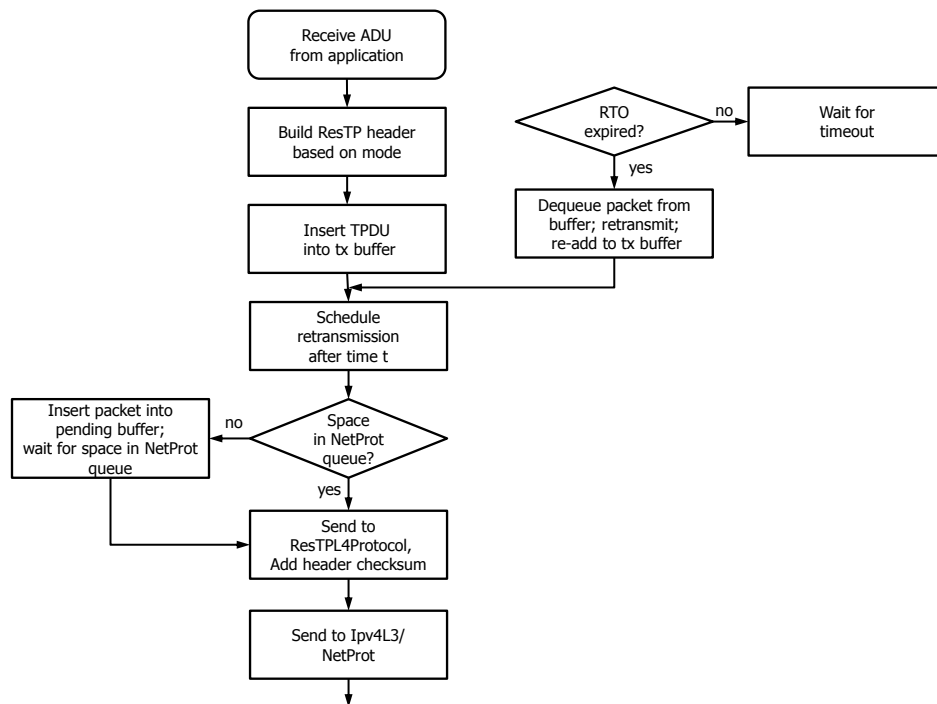 Receive ADU
from application
Build ResTP header
based on mode
Insert TPDU
into tx buffer
RTO
expired?
no
Wait for
timeout
yes
Dequeue packet from
buffer; retransmit;
re-add to tx buffer
Schedule
retransmission
after time t
Space
in NetProt
queue?
no
Insert packet into
pending buffer;
wait for space in NetProt
queue
yes
Send to
ResTPL4Protocol,
Add header checksum
Send to Ipv4L3/
NetProt